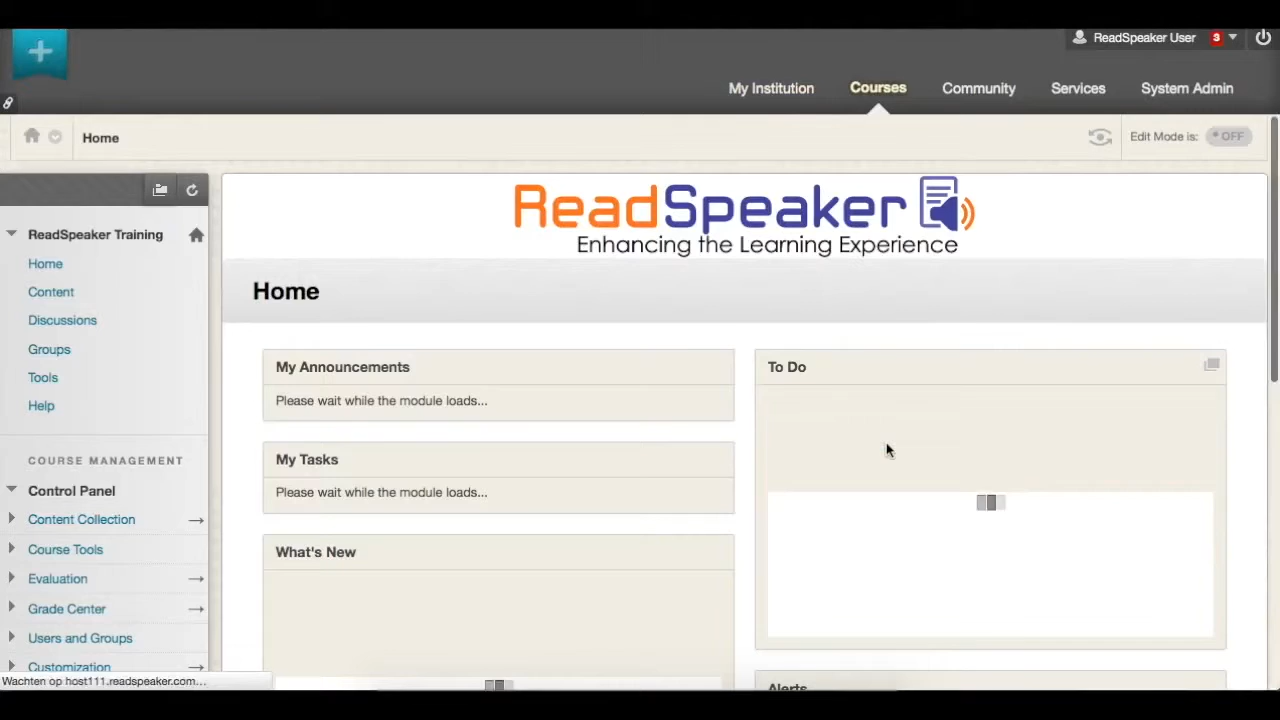 ReadSpeaker User 3
My Institution Courses Community Services System Admin
Home Edit Mode is: OFF
ReadSpeaker
Enhancing the Learning Experience
ReadSpeaker Training
Home
Content
Discussions
Groups
Tools
Help
COURSE MANAGEMENT
Control Panel
Content Collection
Course Tools
Evaluation
Grade Center
Users and Groups
Customization
Wachten op host111.readspeaker.com...
Home
My Announcements
Please wait while the module loads...
My Tasks
Please wait while the module loads...
What's New
To Do
Alerts